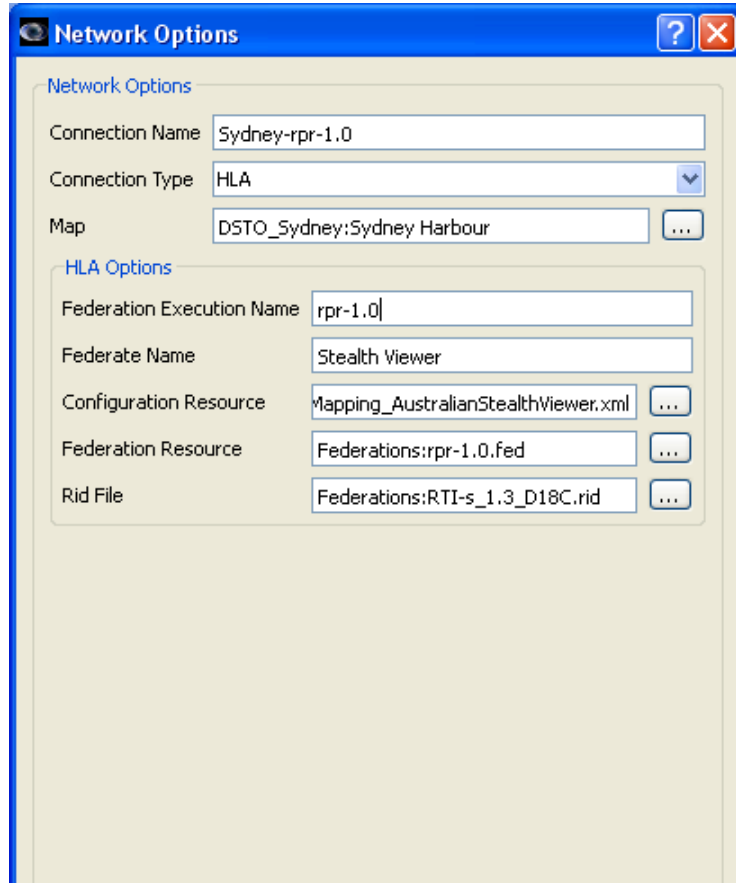 Network Options
?
Network Options
Connection Name Sydney-rpr-1.0
Connection Type HLA
Map DSTO_Sydney:Sydney Harbour ...
HLA Options
Federation Execution Name rpr-1.0
Federate Name Stealth Viewer
Configuration Resource Mapping_AustralianStealthViewer.xml ...
Federation Resource Federations:rpr-1.0.fed ...
Rid File Federations:RTI-s_1.3_D18C.rid ...